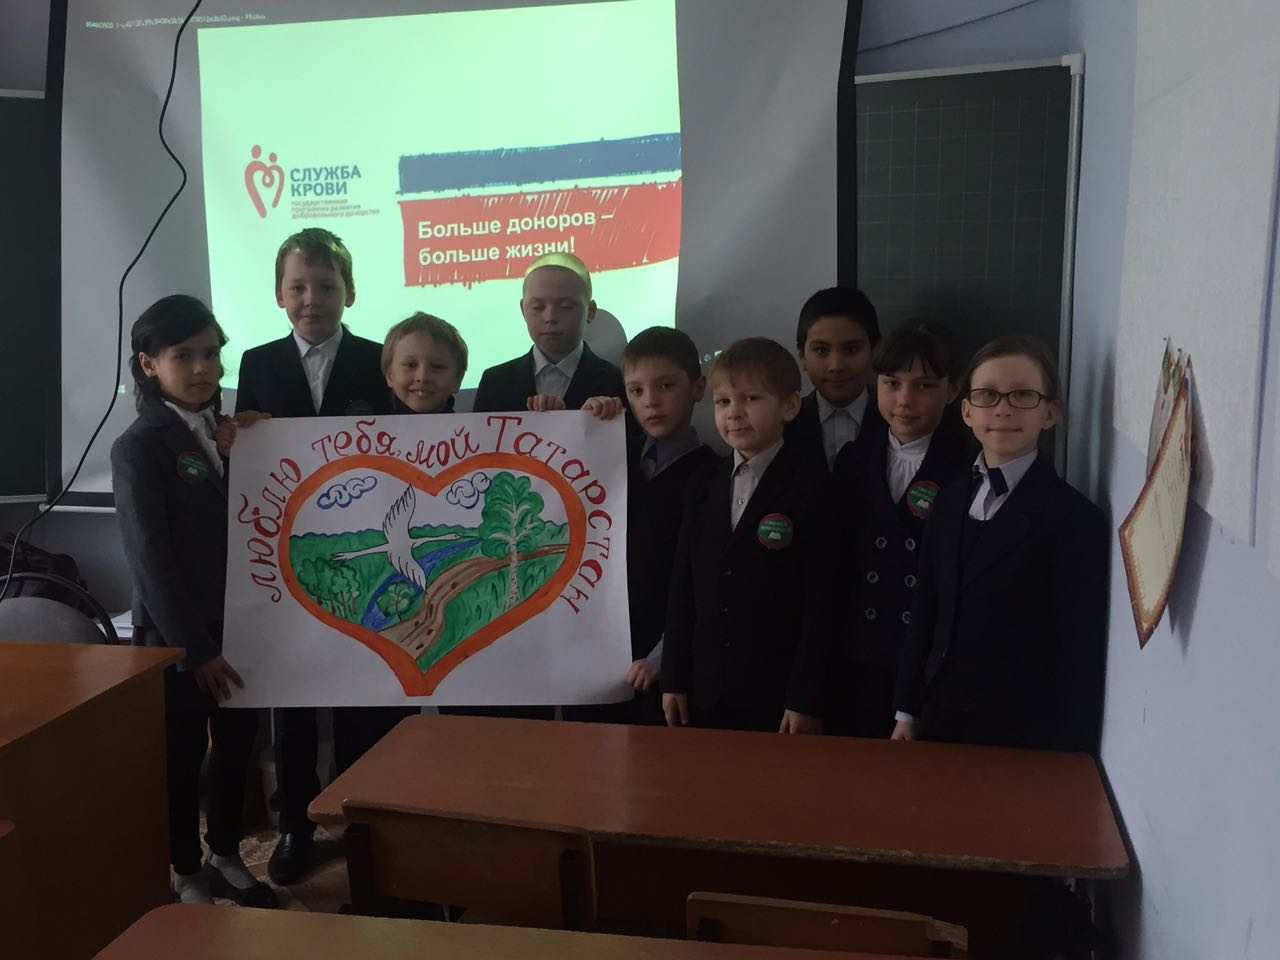 СЛУЖБА
КРОВИ
государственная
программа развития
добровольного донорства
Больше доноров –
больше жизни!
люблю тебя, мой Татарстан